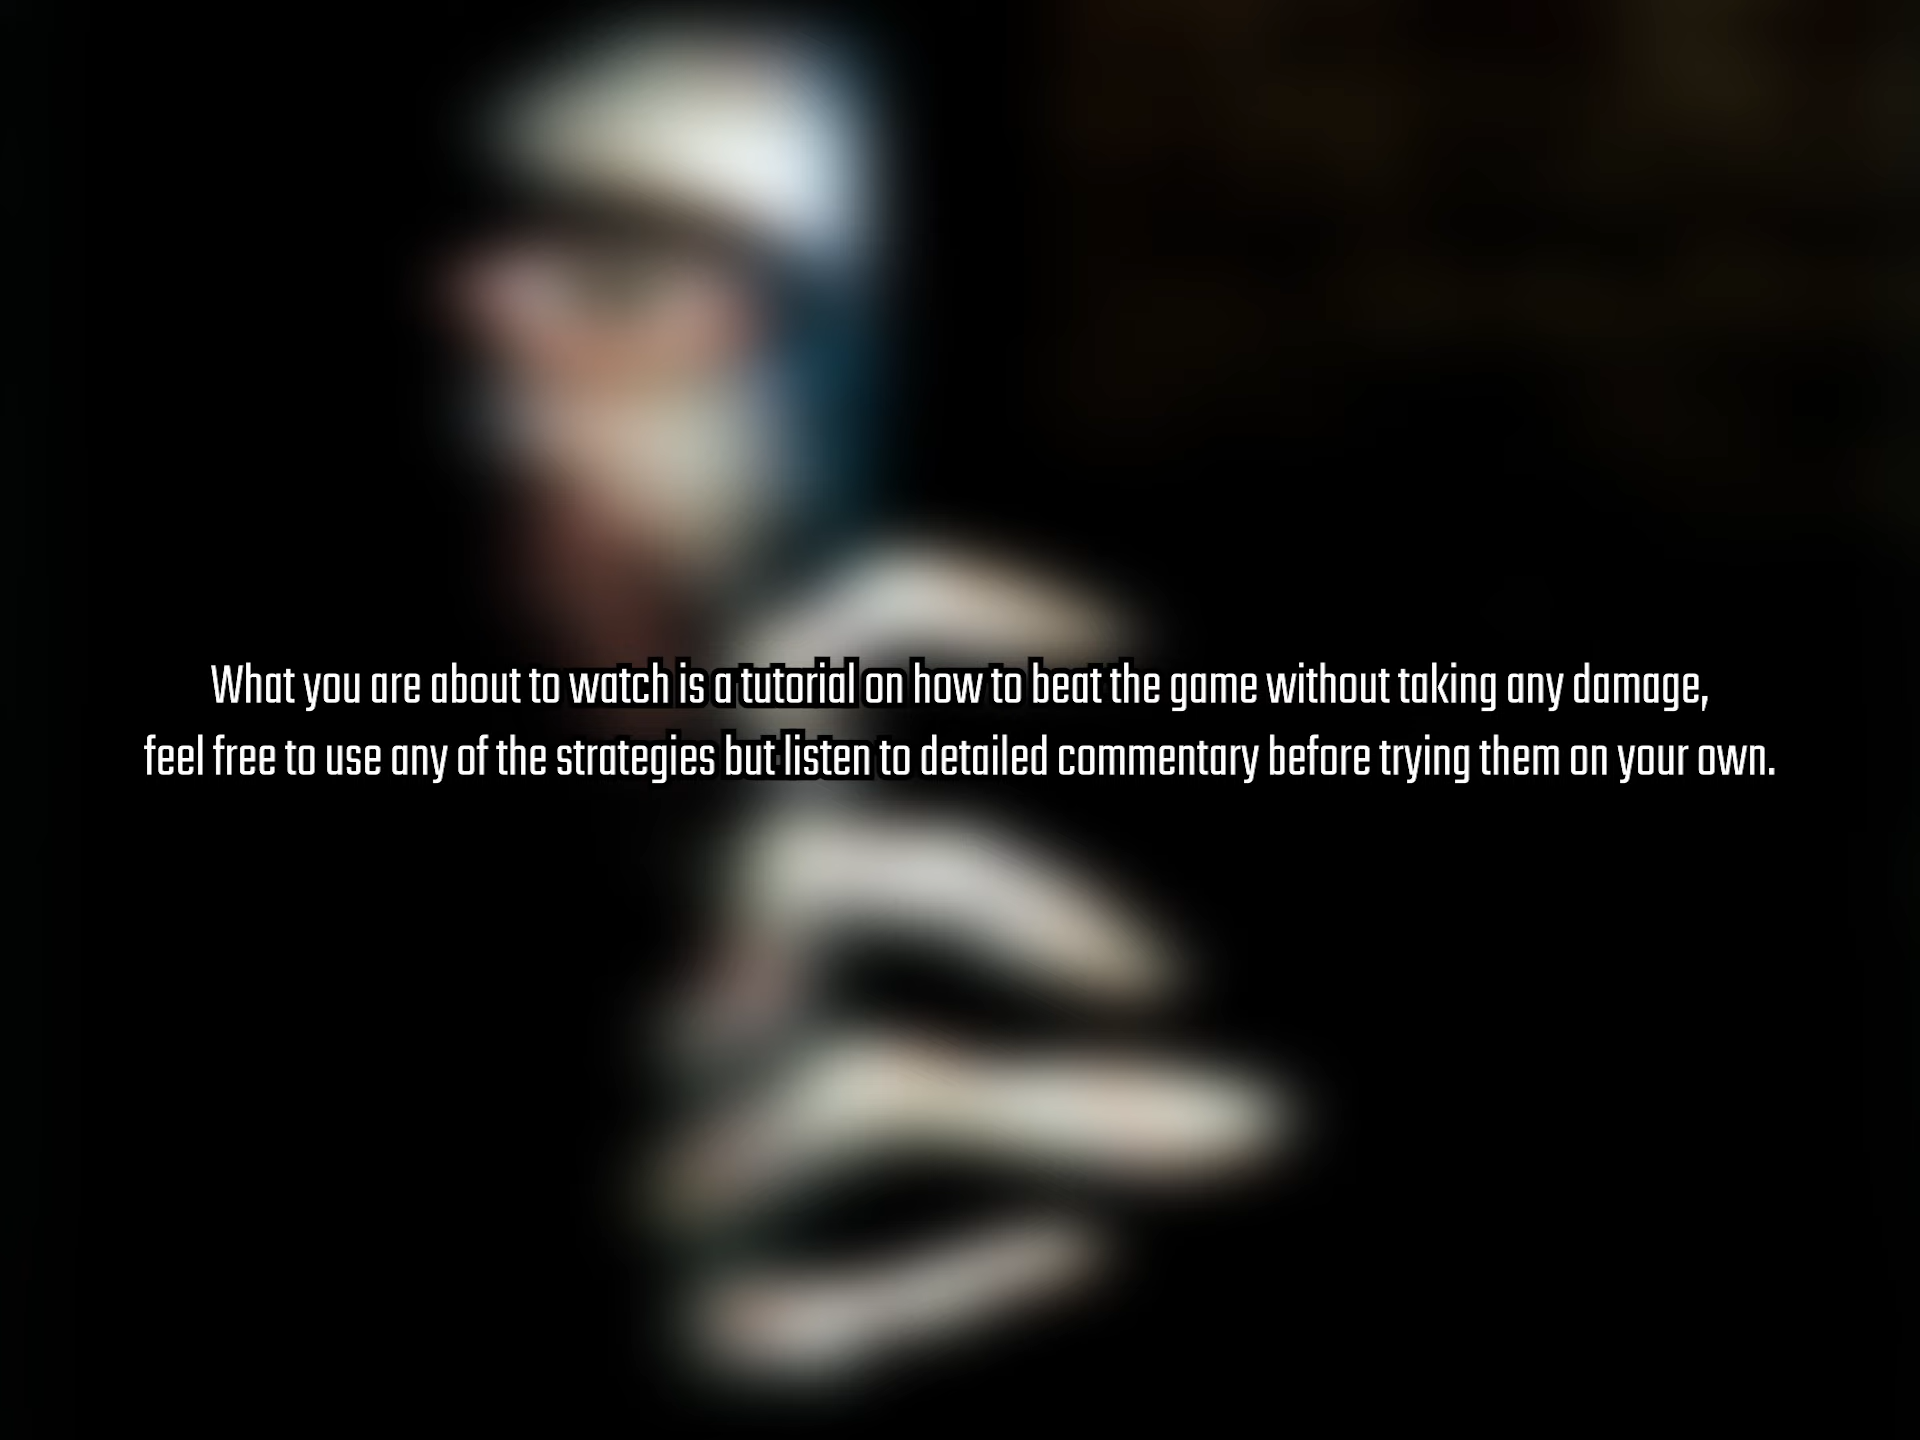 What you are about to watch is a tutorial on how to beat the game without taking any damage,
feel free to use any of the strategies but listen to detailed commentary before trying them on your own.